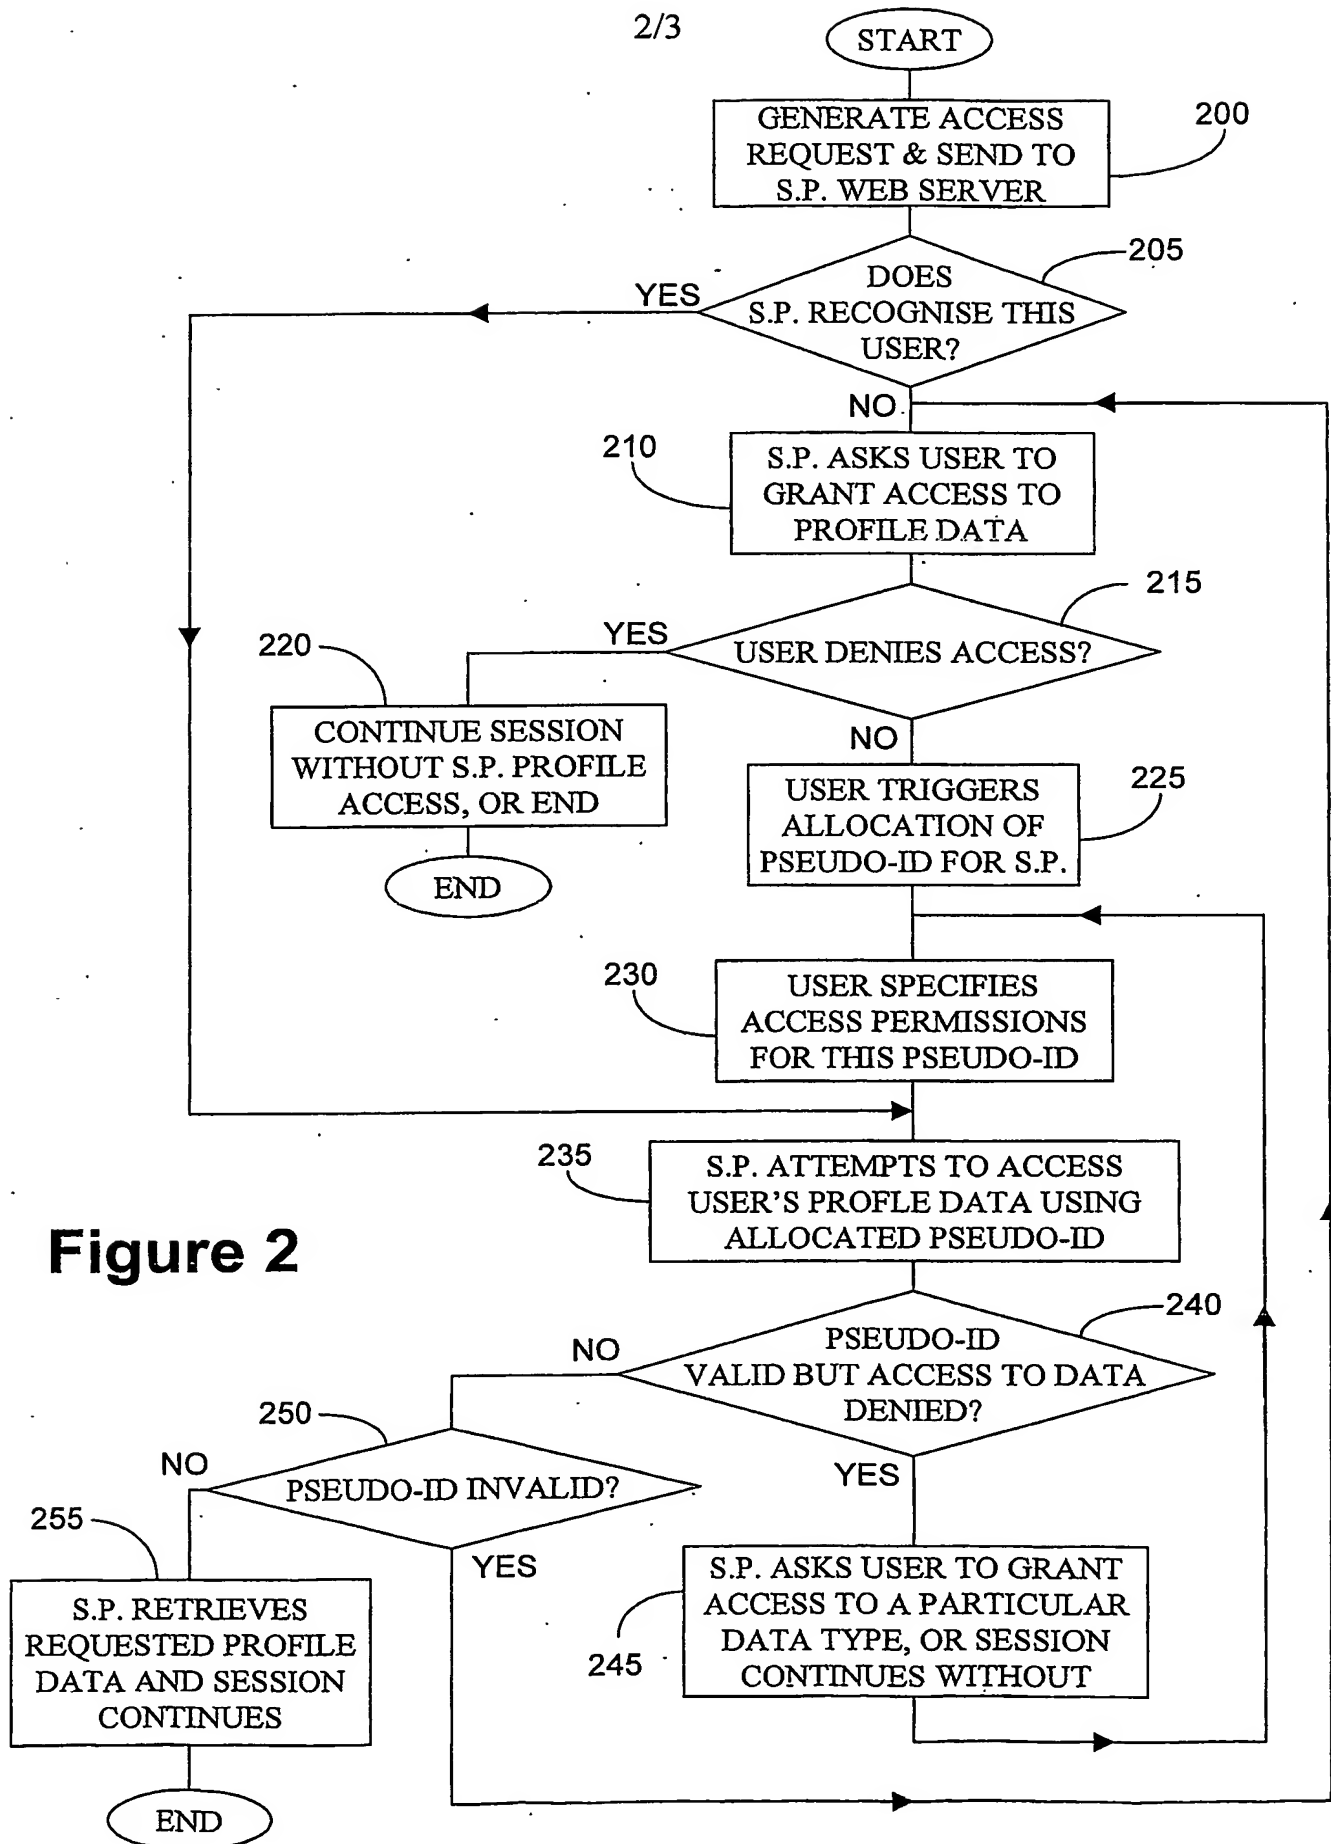 2/3
START
GENERATE ACCESS
REQUEST & SEND TO
S.P. WEB SERVER
200
DOES
S.P. RECOGNISE THIS
USER?
205
YES
NO
210
S.P. ASKS USER TO
GRANT ACCESS TO
PROFILE DATA
215
USER DENIES ACCESS?
YES
220
CONTINUE SESSION
WITHOUT S.P. PROFILE
ACCESS, OR END
END
NO
USER TRIGGERS
ALLOCATION OF
PSEUDO-ID FOR S.P.
225
230
USER SPECIFIES
ACCESS PERMISSIONS
FOR THIS PSEUDO-ID
235
S.P. ATTEMPTS TO ACCESS
USER'S PROFLE DATA USING
ALLOCATED PSEUDO-ID
Figure 2
240
PSEUDO-ID
VALID BUT ACCESS TO DATA
DENIED?
NO
YES
250
PSEUDO-ID INVALID?
NO
YES
255
S.P. RETRIEVES
REQUESTED PROFILE
DATA AND SESSION
CONTINUES
END
S.P. ASKS USER TO GRANT
ACCESS TO A PARTICULAR
DATA TYPE, OR SESSION
CONTINUES WITHOUT
245